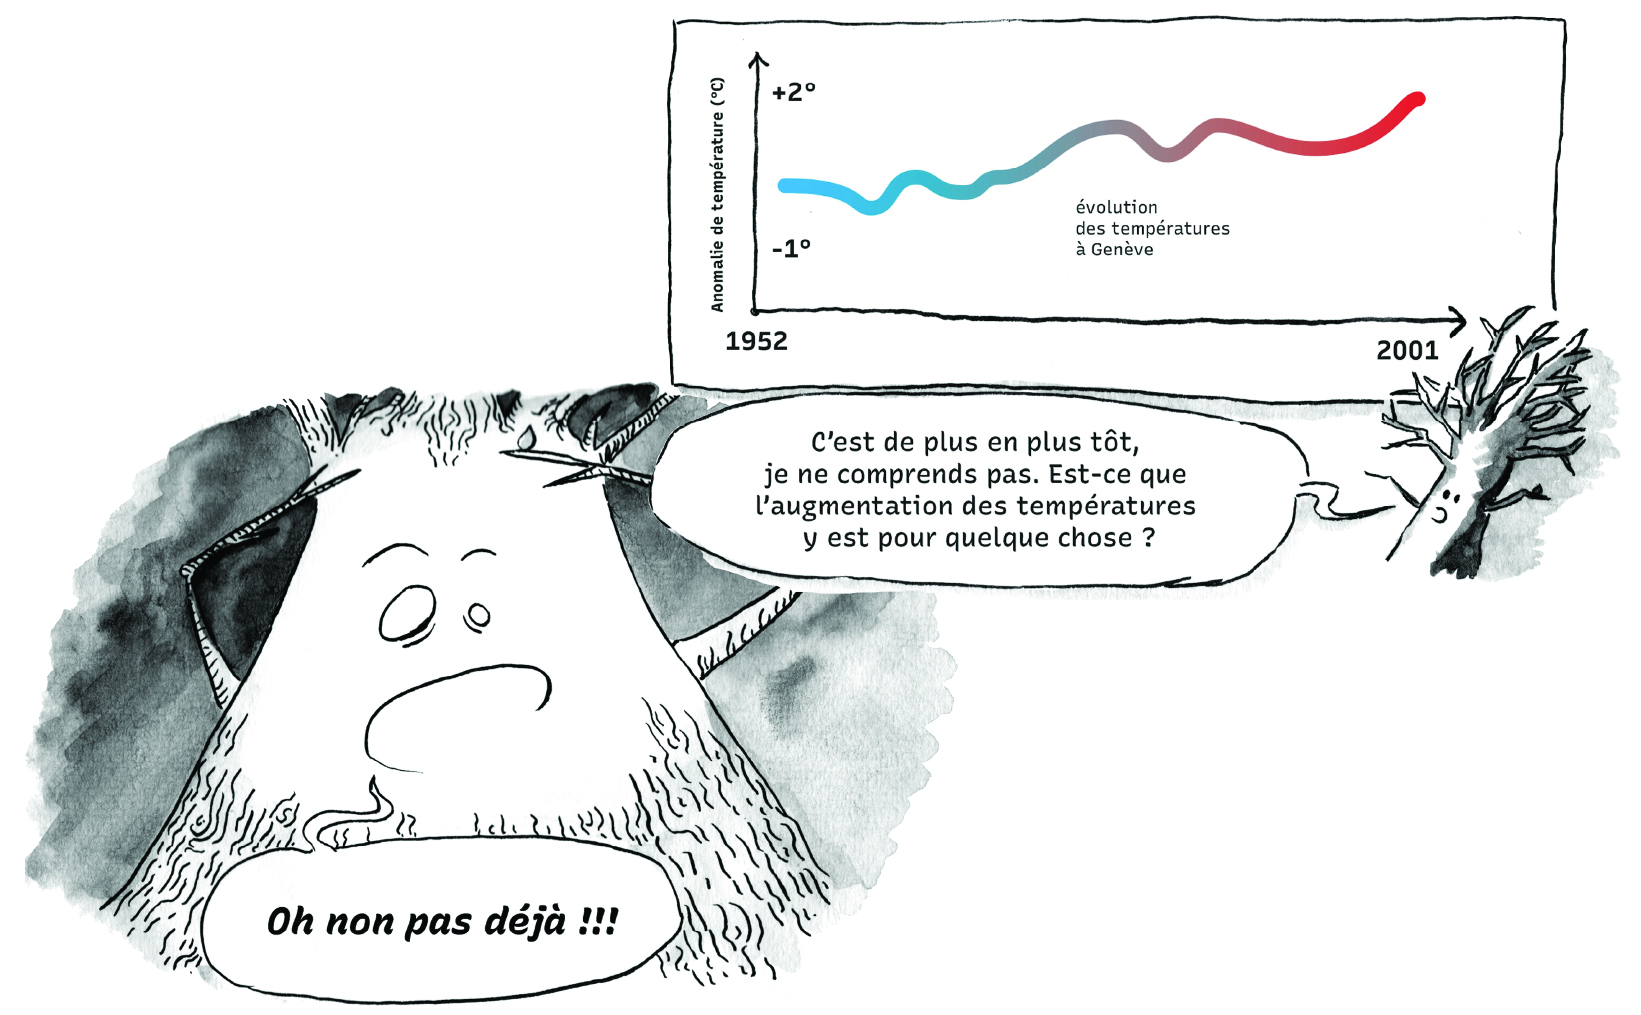 Anomalie de température (°C)
+2°
-1°
évolution
des températures
à Genève
1952
2001
C'est de plus en plus tôt,
je ne comprends pas. Est-ce que
l'augmentation des températures
y est pour quelque chose ?
Oh non pas déjà !!!